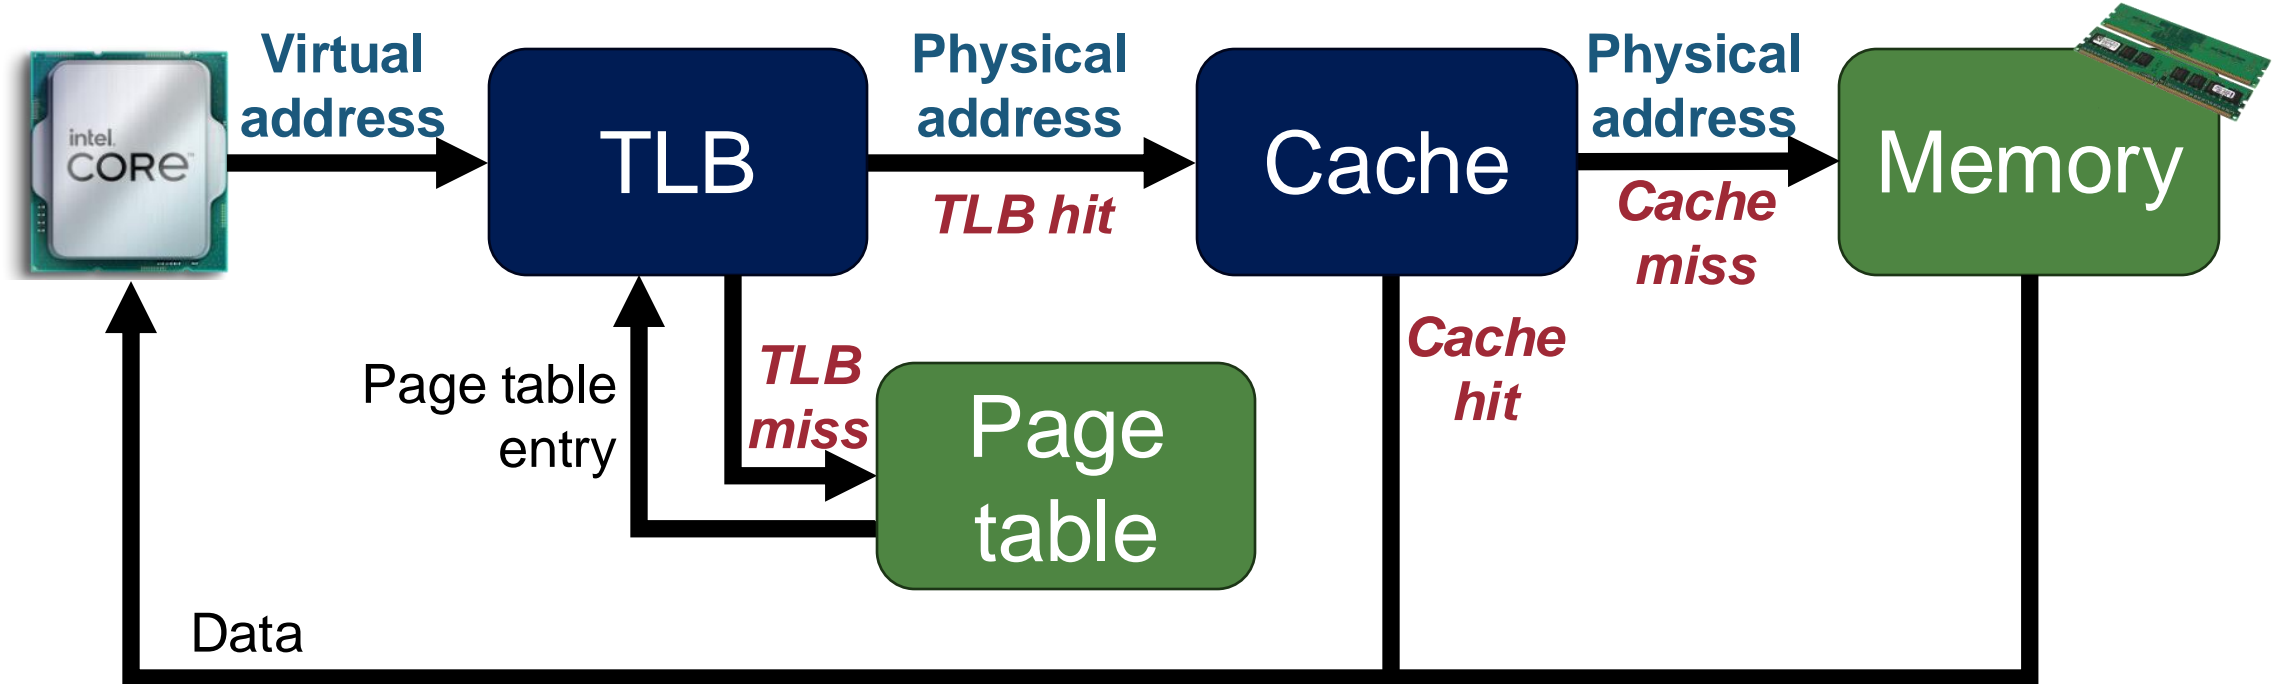 Virtual
address
intel.
CORE™
TLB
Physical
address
TLB hit
Cache
Physical
address
Cache
miss
Memory
Page table
entry
TLB
miss
Page
table
Cache
hit
Data